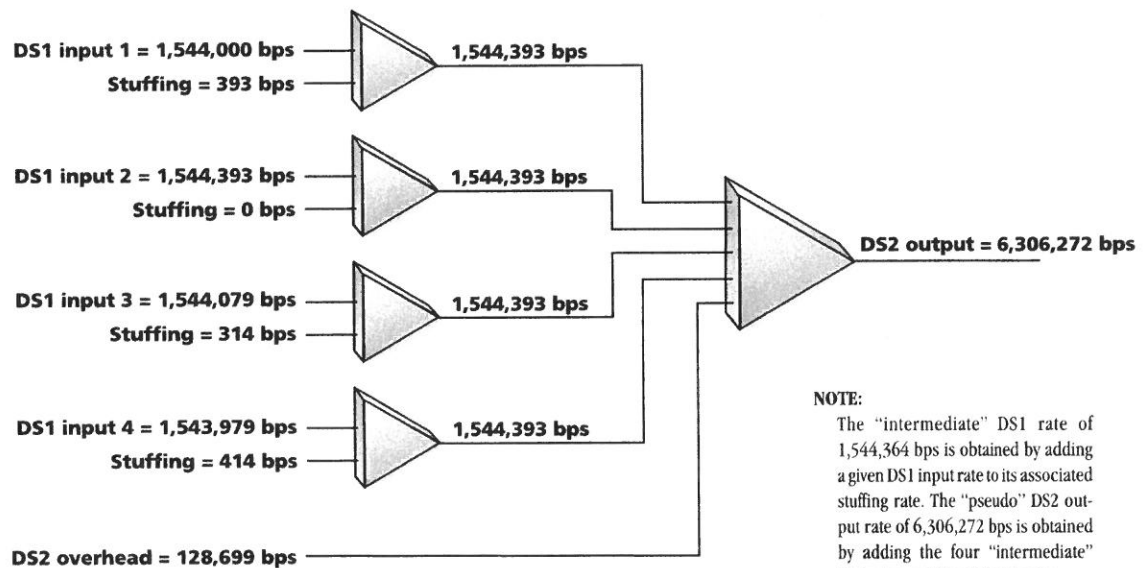 DS1 input 1 = 1,544,000 bps
Stuffing = 393 bps
1,544,393 bps
DS1 input 2 = 1,544,393 bps
Stuffing = 0 bps
1,544,393 bps
DS1 input 3 = 1,544,079 bps
Stuffing = 314 bps
1,544,393 bps
DS1 input 4 = 1,543,979 bps
Stuffing = 414 bps
1,544,393 bps
DS2 overhead = 128,699 bps
DS2 output = 6,306,272 bps
NOTE:
The “intermediate” DS1 rate of
1,544,364 bps is obtained by adding
a given DS1 input rate to its associated
stuffing rate. The “pseudo” DS2 out-
put rate of 6,306,272 bps is obtained
by adding the four “intermediate”